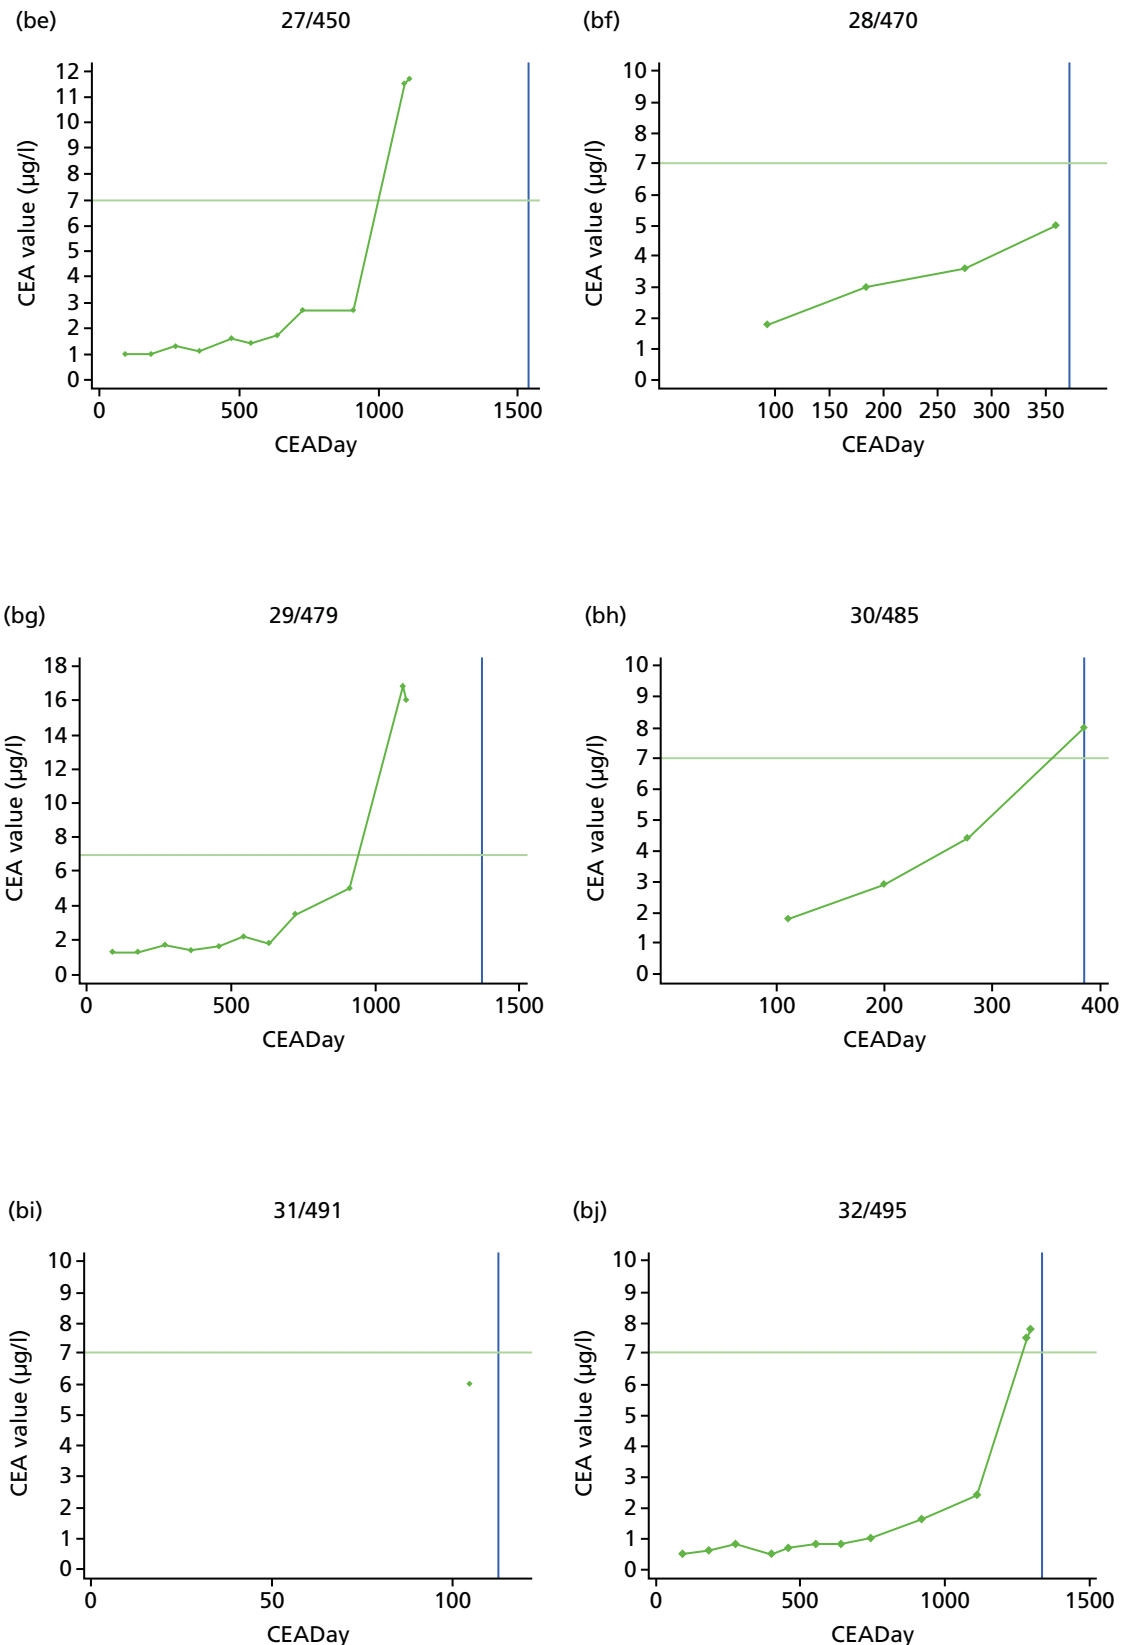 (be) 27/450
12
11
10
9
8
7
6
5
4
3
2
1
0
CEA value (µg/l)
0 500 1000 1500
CEADay
(bf) 28/470
10
9
8
7
6
5
4
3
2
1
0
CEA value (µg/l)
100 150 200 250 300 350
CEADay
(bg) 29/479
18
16
14
12
10
8
6
4
2
0
CEA value (µg/l)
0 500 1000 1500
CEADay
(bh) 30/485
10
9
8
7
6
5
4
3
2
1
0
CEA value (µg/l)
100 200 300 400
CEADay
(bi) 31/491
10
9
8
7
6
5
4
3
2
1
0
CEA value (µg/l)
0 50 100
CEADay
(bj) 32/495
10
9
8
7
6
5
4
3
2
1
0
CEA value (µg/l)
0 500 1000 1500
CEADay